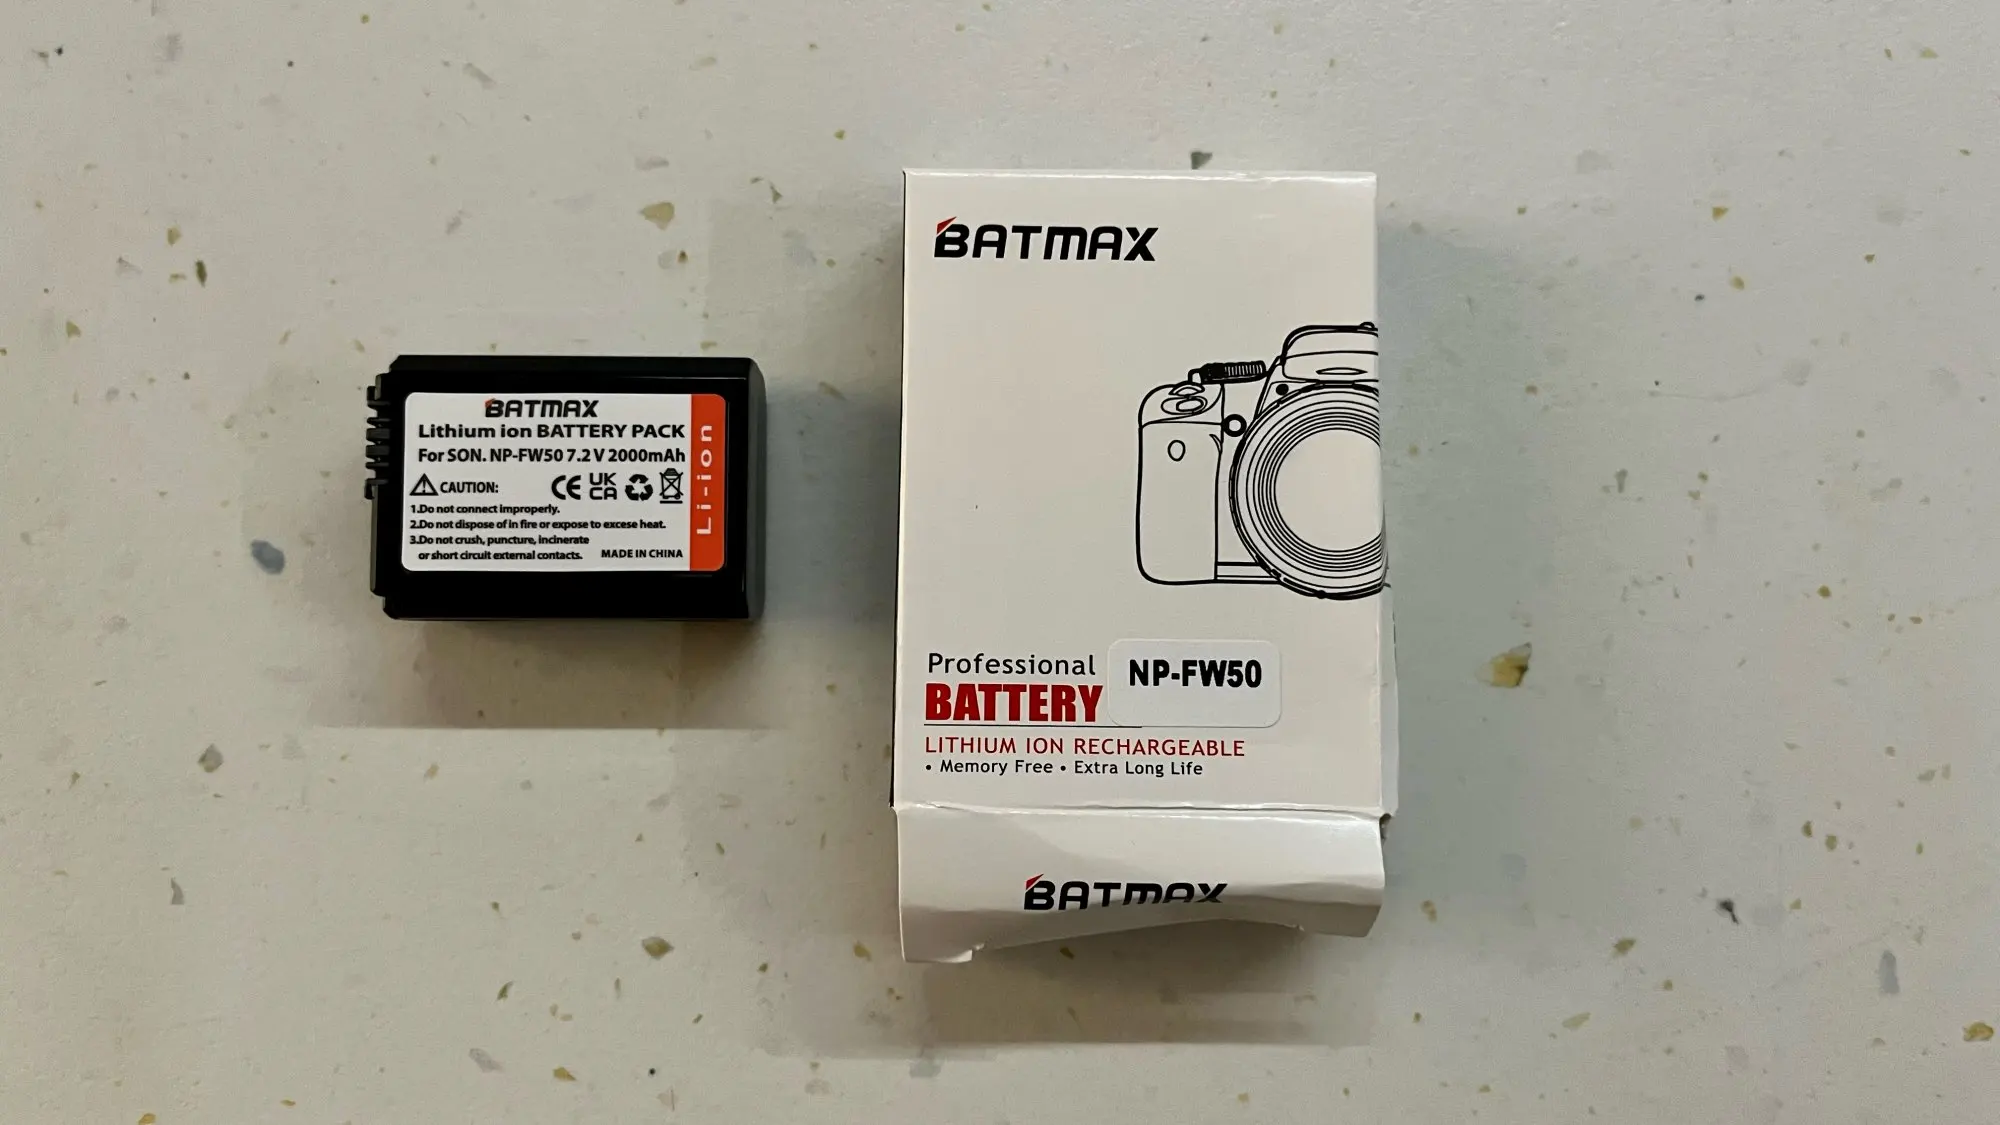 BATMAX
Lithium ion BATTERY PACK
For SON. NP-FW50 7.2 V 2000mAh
CAUTION:
CE UK CA
1.Do not connect improperly.
2.Do not dispose of in fire or expose to excese heat.
3.Do not crush, puncture, incinerate
or short circuit external contacts.
MADE IN CHINA
Li-ion
BATMAX
Professional
BATTERY
NP-FW50
LITHIUM ION RECHARGEABLE
• Memory Free • Extra Long Life
BATMAX